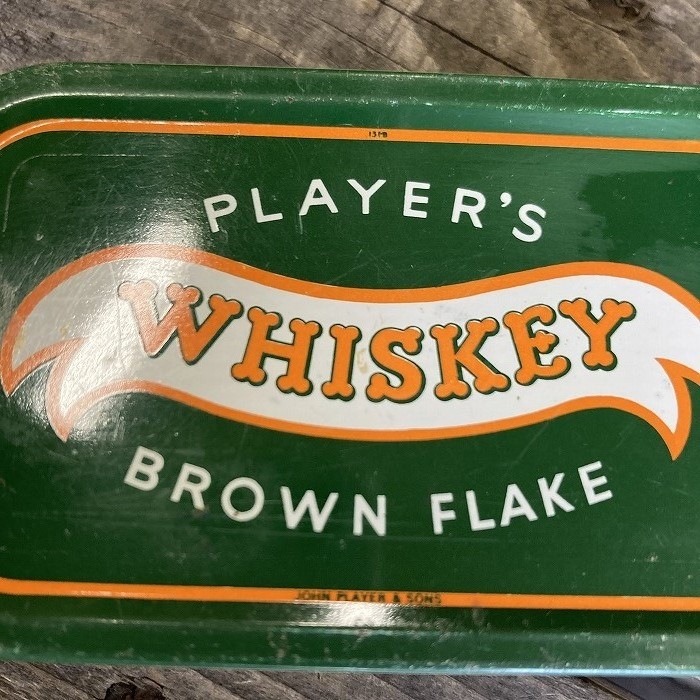 PLAYER'S
WHISKEY
BROWN FLAKE
JOHN PLAYER & SONS